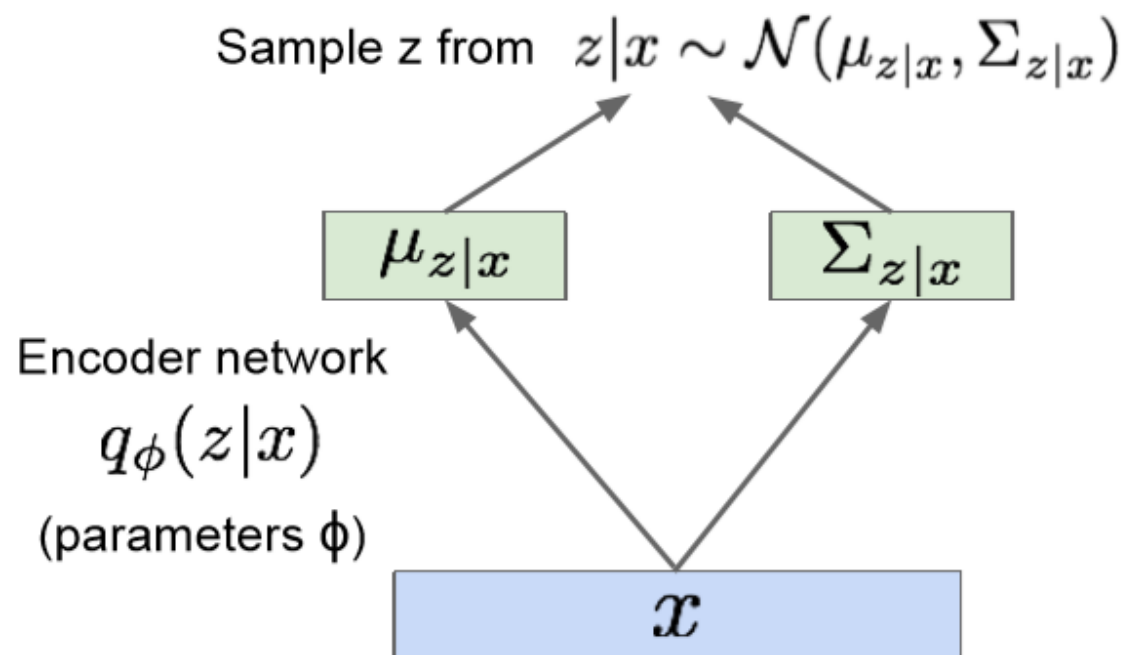 Sample z from z|x ∼ 𝒩(μ_{z|x}, Σ_{z|x})
μ_{z|x}
Σ_{z|x}
Encoder network
q_ϕ(z|x)
(parameters ϕ)
x